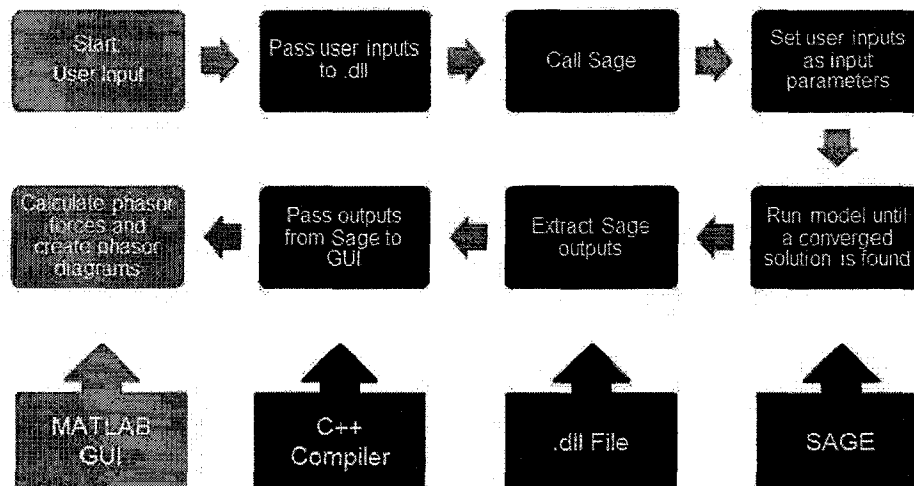 Start
User Input
Pass user inputs
to .dll
Call Sage
Set user inputs
as input
parameters
Calculate phasor
forces and
create phasor
diagrams
Pass outputs
from Sage to
GUI
Extract Sage
outputs
Run model until
a converged
solution is found
MATLAB
GUI
C++
Compiler
.dll File
SAGE